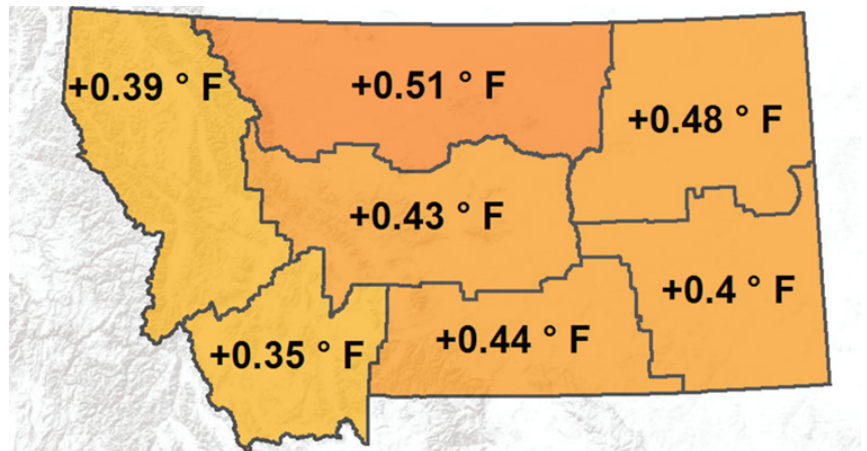 +0.39 ° F
+0.51 ° F
+0.48 ° F
+0.43 ° F
+0.4 ° F
+0.44 ° F
+0.35 ° F